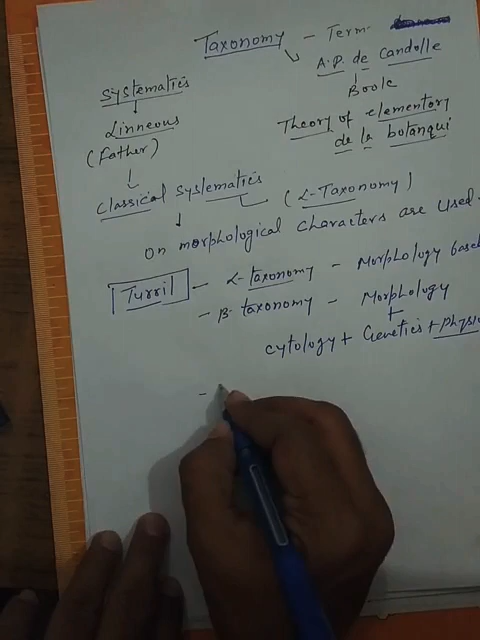 Taxonomy - Term
A.P. de Candolle
Systematics
Boole
Linneous
Theory of elementory
(Father)
de la botanqui
Classical Systematics (α-Taxonomy)
on morphological characters are used
Turril - α-taxonomy - Morphology based
- β-taxonomy - Morphology
+
cytology + Genetics + Physio
-